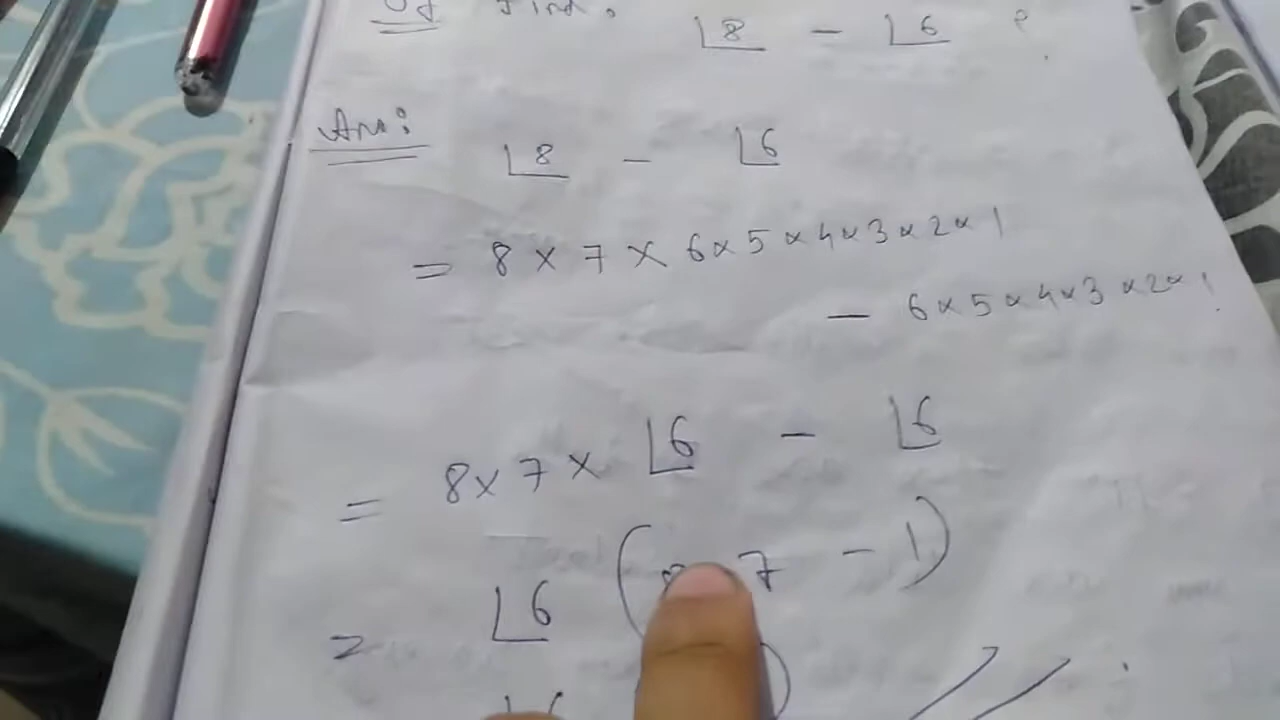 Find. ⌊8 - ⌊6 ?
Ans:
⌊8 - ⌊6
= 8 × 7 × 6 × 5 × 4 × 3 × 2 × 1
- 6 × 5 × 4 × 3 × 2 × 1
= 8 × 7 × ⌊6 - ⌊6
= ⌊6 ( 7 - 1)
⌊6